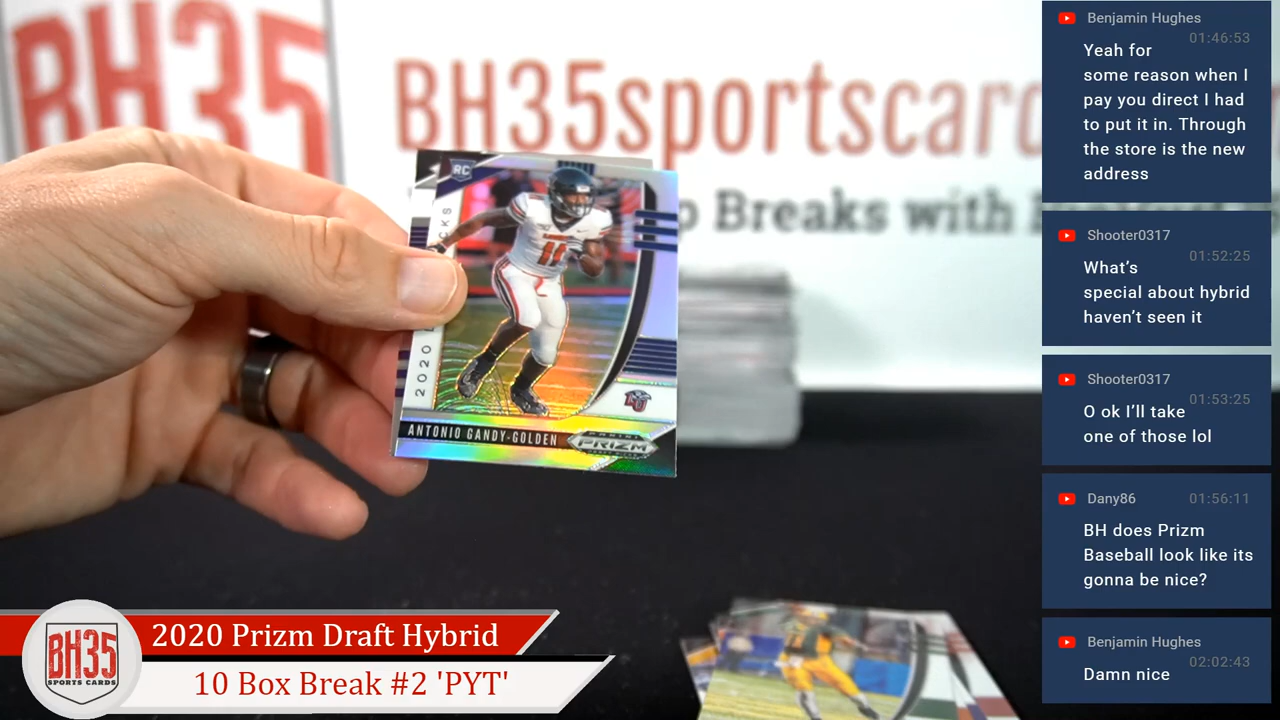 BH35
BH35sportscard
Breaks with
RC
2020
11
ANTONIO GANDY-GOLDEN
PANINI
PRIZM
BH35
SPORTS CARDS
2020 Prizm Draft Hybrid
10 Box Break #2 'PYT'
Benjamin Hughes
01:46:53
Yeah for
some reason when I
pay you direct I had
to put it in. Through
the store is the new
address
Shooter0317
01:52:25
What's
special about hybrid
haven't seen it
Shooter0317
01:53:25
O ok I'll take
one of those lol
Dany86
01:56:11
BH does Prizm
Baseball look like its
gonna be nice?
Benjamin Hughes
02:02:43
Damn nice